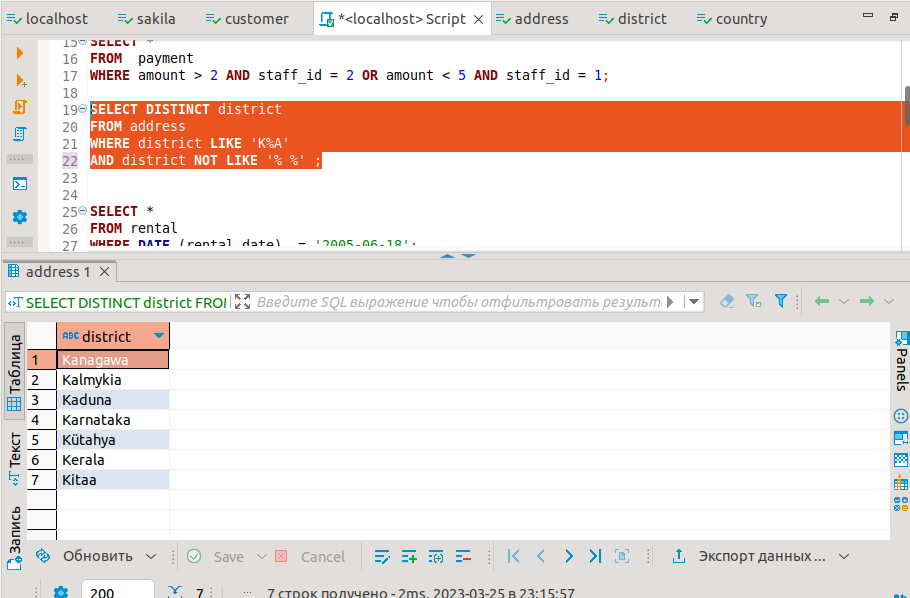 localhost sakila customer *<localhost> Script address district country
15 SELECT *
16 FROM payment
17 WHERE amount > 2 AND staff_id = 2 OR amount < 5 AND staff_id = 1;
18
19 SELECT DISTINCT district
20 FROM address
21 WHERE district LIKE 'K%A'
22 AND district NOT LIKE '% %' ;
23
24
25 SELECT *
26 FROM rental
27 WHERE DATE (rental_date) = '2005-06-18';
address 1
SELECT DISTINCT district FROM Введите SQL выражение чтобы отфильтровать результ
Таблица
Текст
Запись
ABC district
1 Kanagawa
2 Kalmykia
3 Kaduna
4 Karnataka
5 Kütahya
6 Kerala
7 Kitaa
Panels
Обновить Save Cancel Экспорт данных ...
200 7 ... 7 строк получено - 2ms, 2023-03-25 в 23:15:57